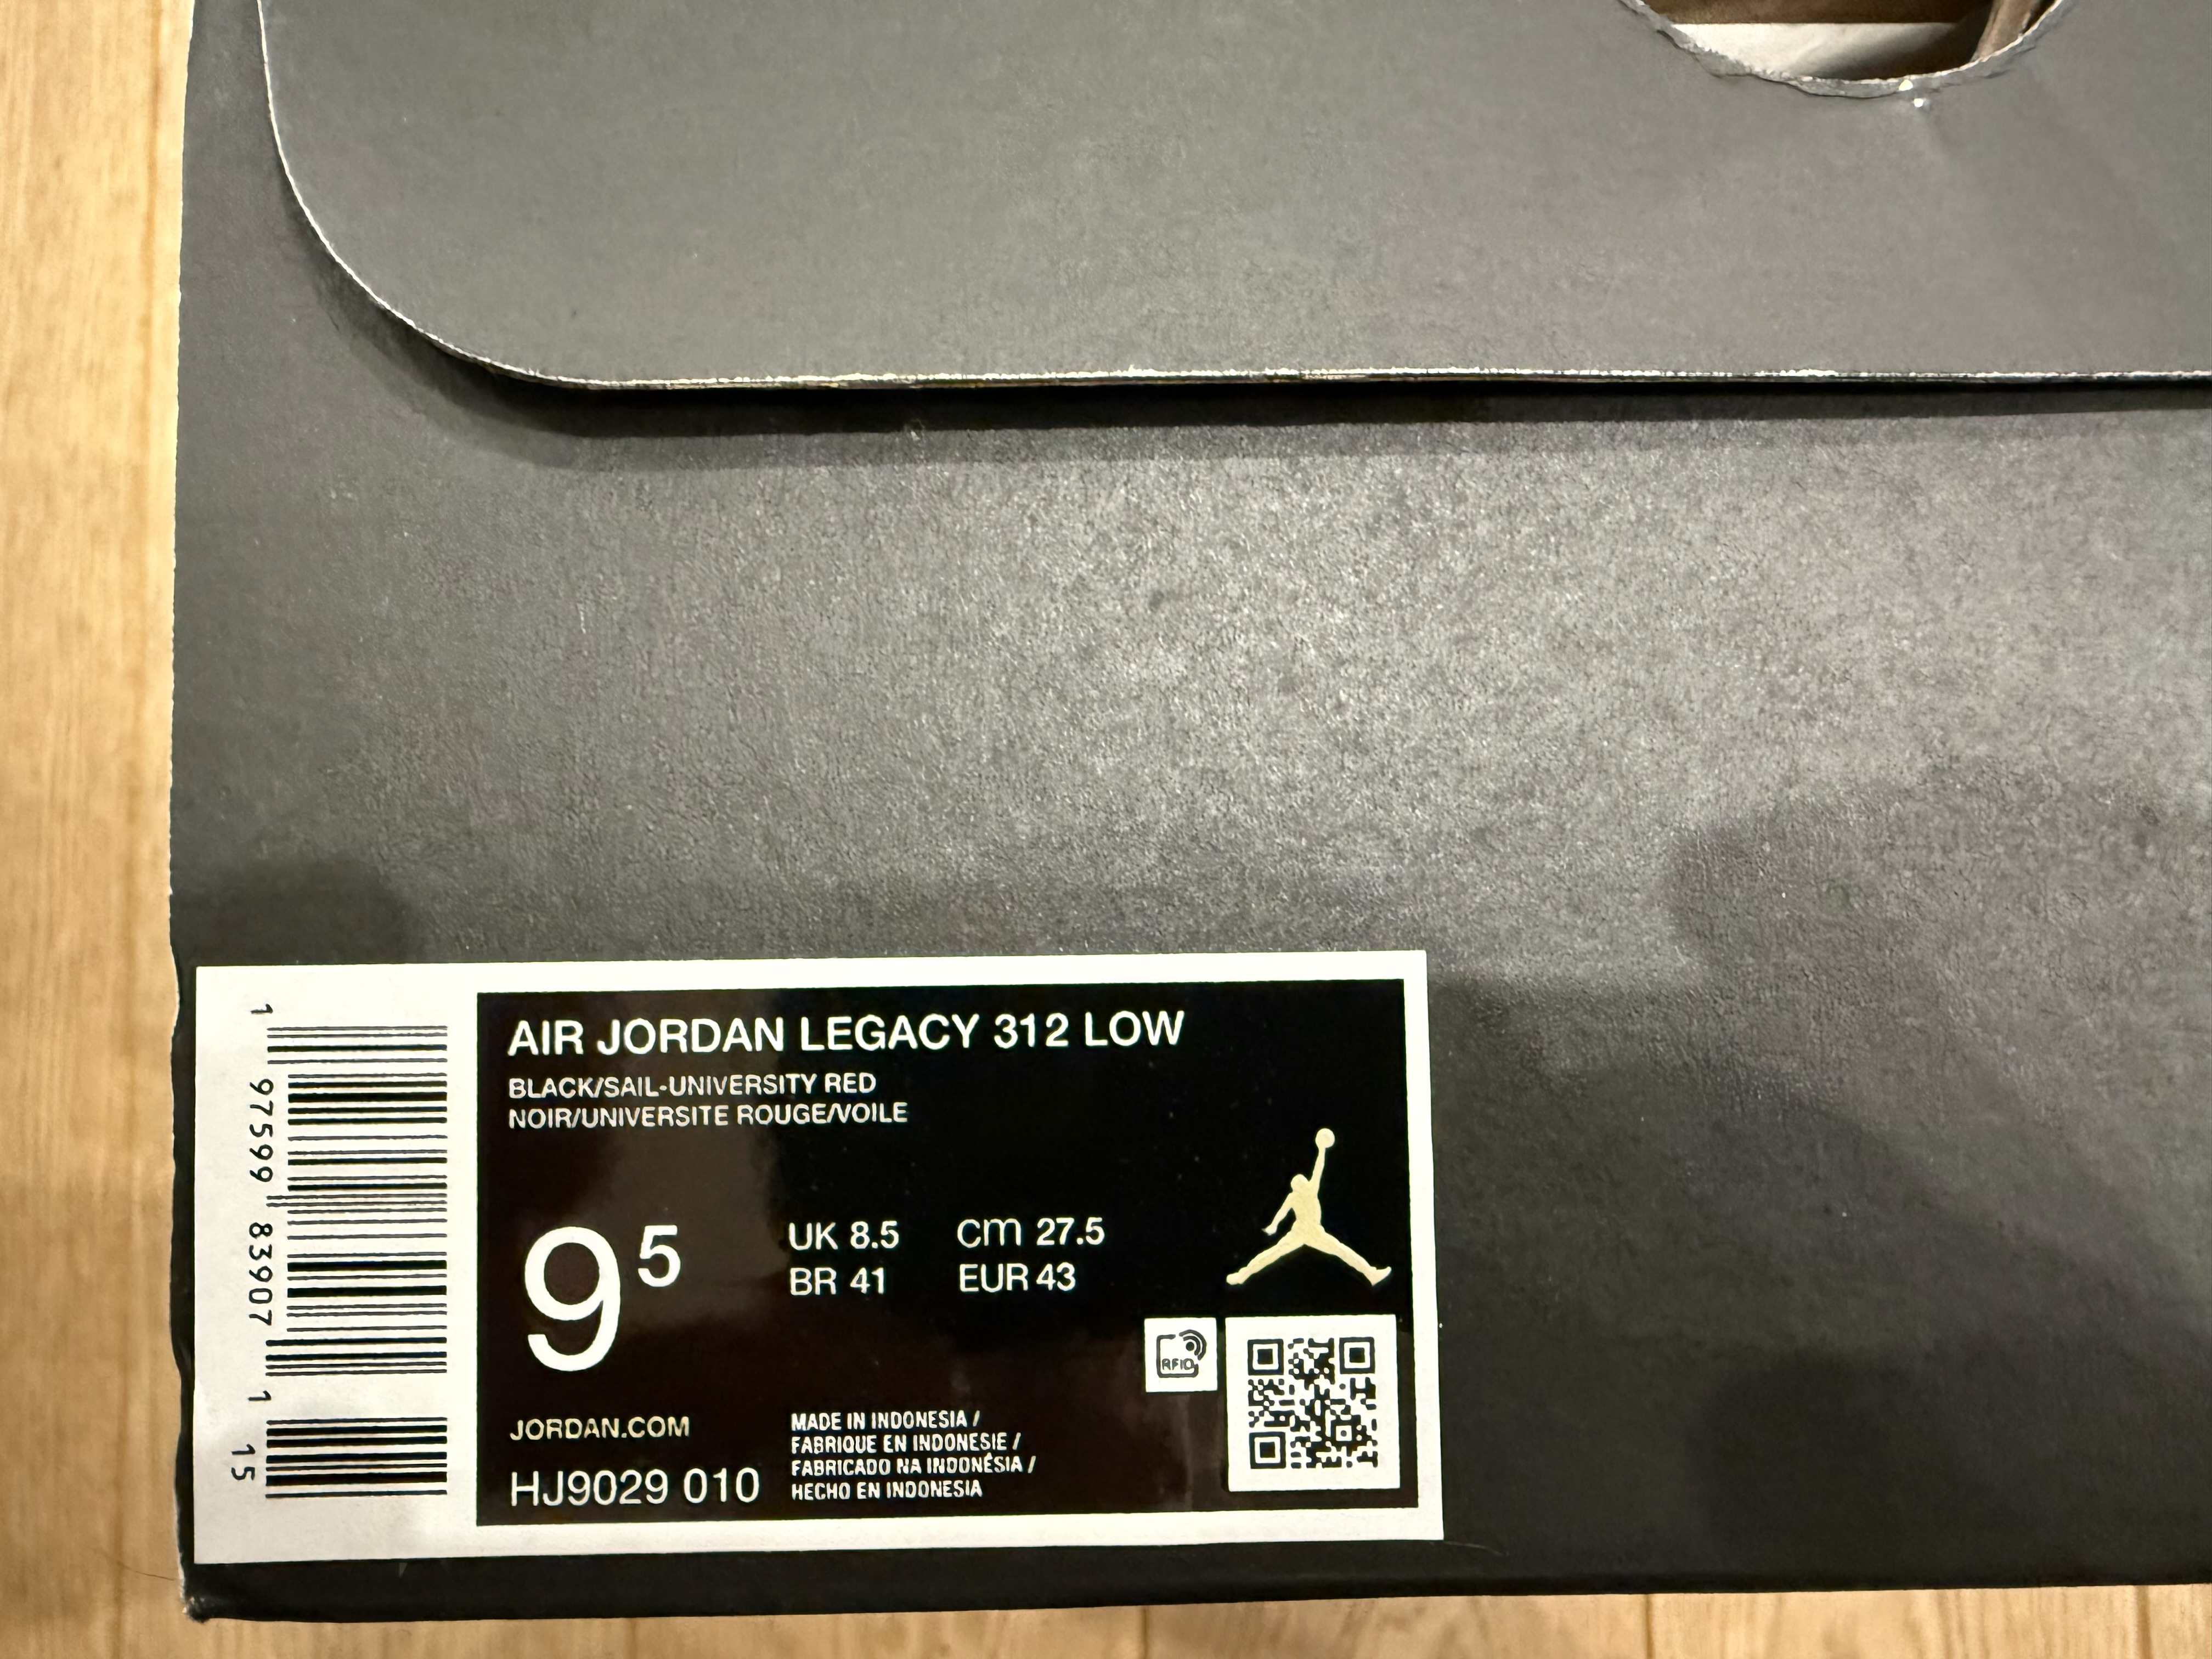 AIR JORDAN LEGACY 312 LOW
BLACK/SAIL-UNIVERSITY RED
NOIR/UNIVERSITE ROUGE/VOILE
9 5
UK 8.5 cm 27.5
BR 41 EUR 43
RFID
JORDAN.COM
HJ9029 010
MADE IN INDONESIA /
FABRIQUE EN INDONESIE /
FABRICADO NA INDONÉSIA /
HECHO EN INDONESIA
1 97599 83907 1 15